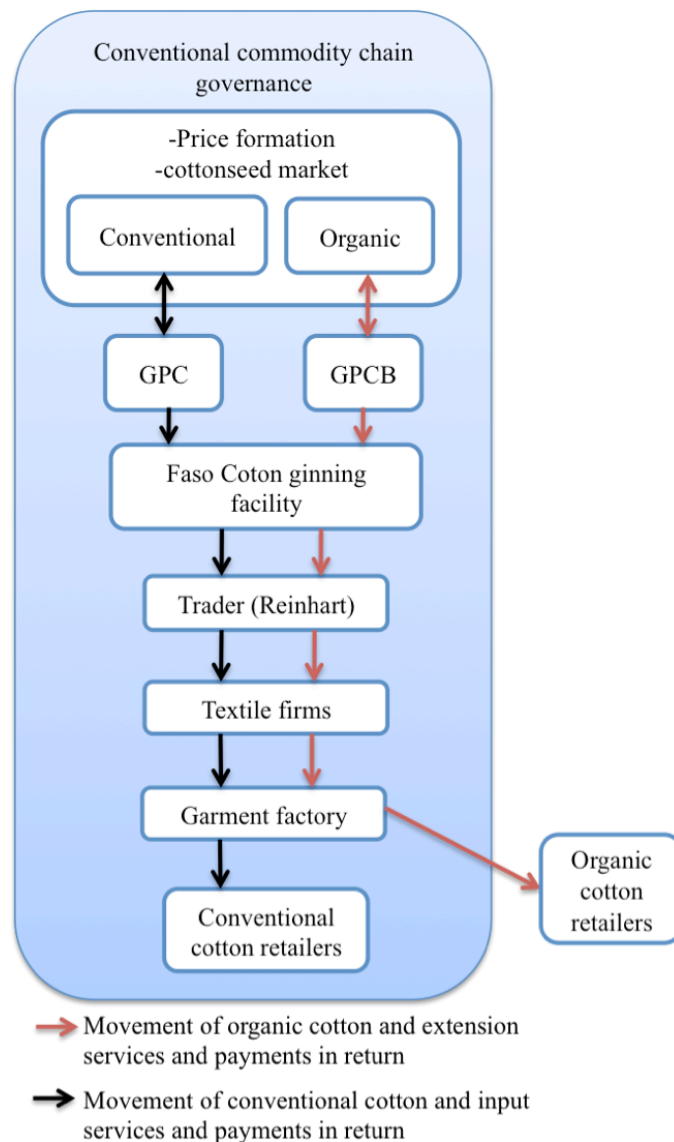 Conventional commodity chain
governance
-Price formation
-cottonseed market
Conventional
Organic
GPC
GPCB
Faso Coton ginning
facility
Trader (Reinhart)
Textile firms
Garment factory
Organic
cotton
retailers
Conventional
cotton retailers
Movement of organic cotton and extension
services and payments in return
Movement of conventional cotton and input
services and payments in return